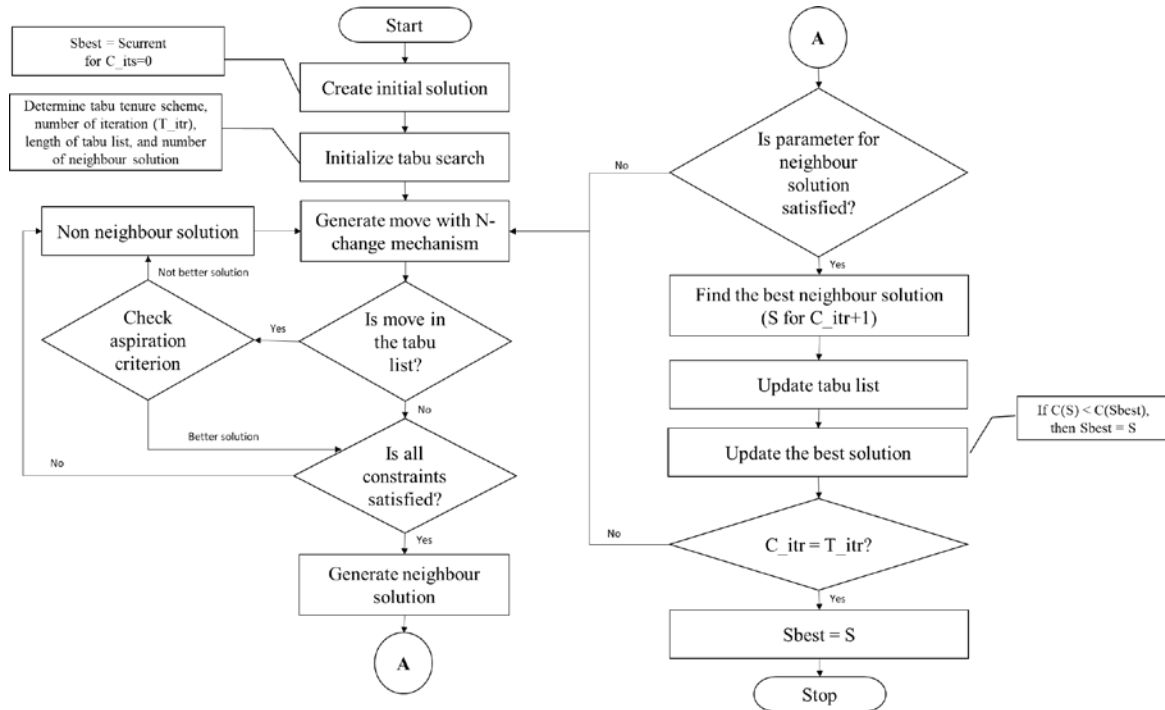 Start
Sbest = Scurrent
for C_its=0
Create initial solution
Determine tabu tenure scheme,
number of iteration (T_itr),
length of tabu list, and number
of neighbour solution
Initialize tabu search
Non neighbour solution
Generate move with N-
change mechanism
Not better solution
Check
aspiration
criterion
Yes
Is move in
the tabu
list?
No
Better solution
No
Is all
constraints
satisfied?
Yes
Generate neighbour
solution
A
A
No
Is parameter for
neighbour
solution
satisfied?
Yes
Find the best neighbour solution
(S for C_itr+1)
Update tabu list
If C(S) < C(Sbest),
then Sbest = S
Update the best solution
No
C_itr = T_itr?
Yes
Sbest = S
Stop